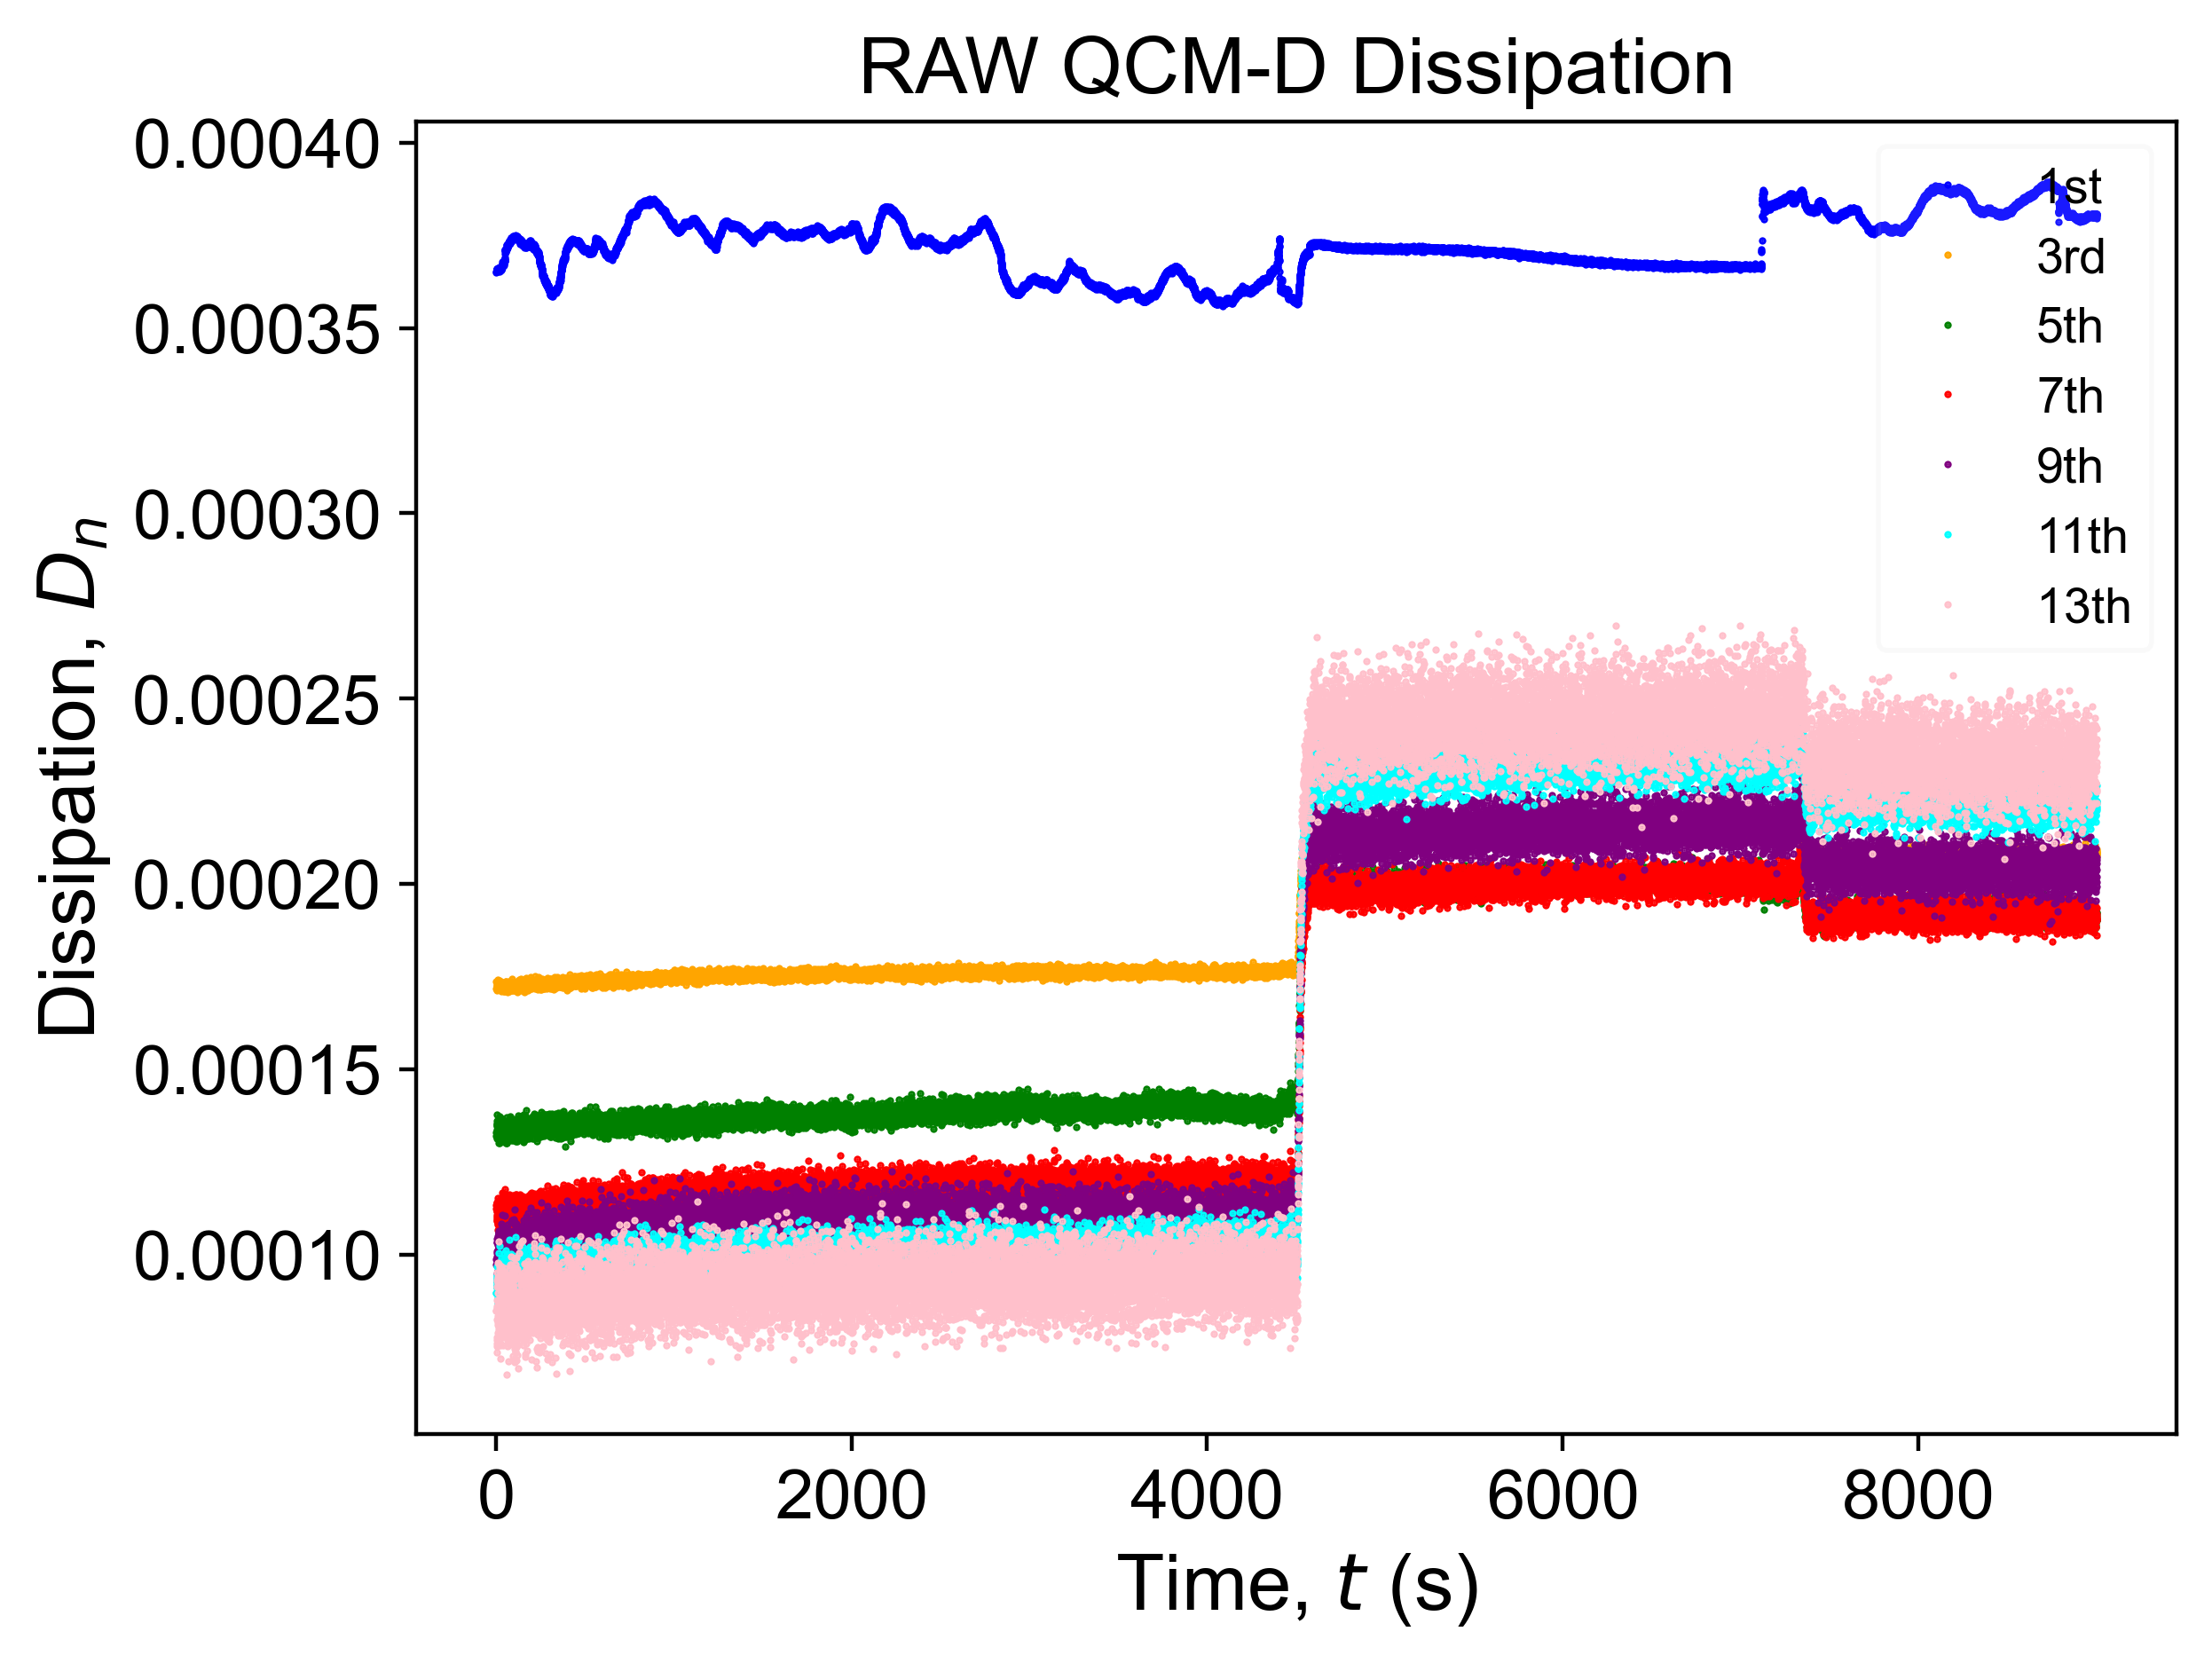 RAW QCM-D Dissipation
0.00040
0.00035
0.00030
0.00025
0.00020
0.00015
0.00010
Dissipation, Dn
1st
3rd
5th
7th
9th
11th
13th
0
2000
4000
6000
8000
Time, t (s)